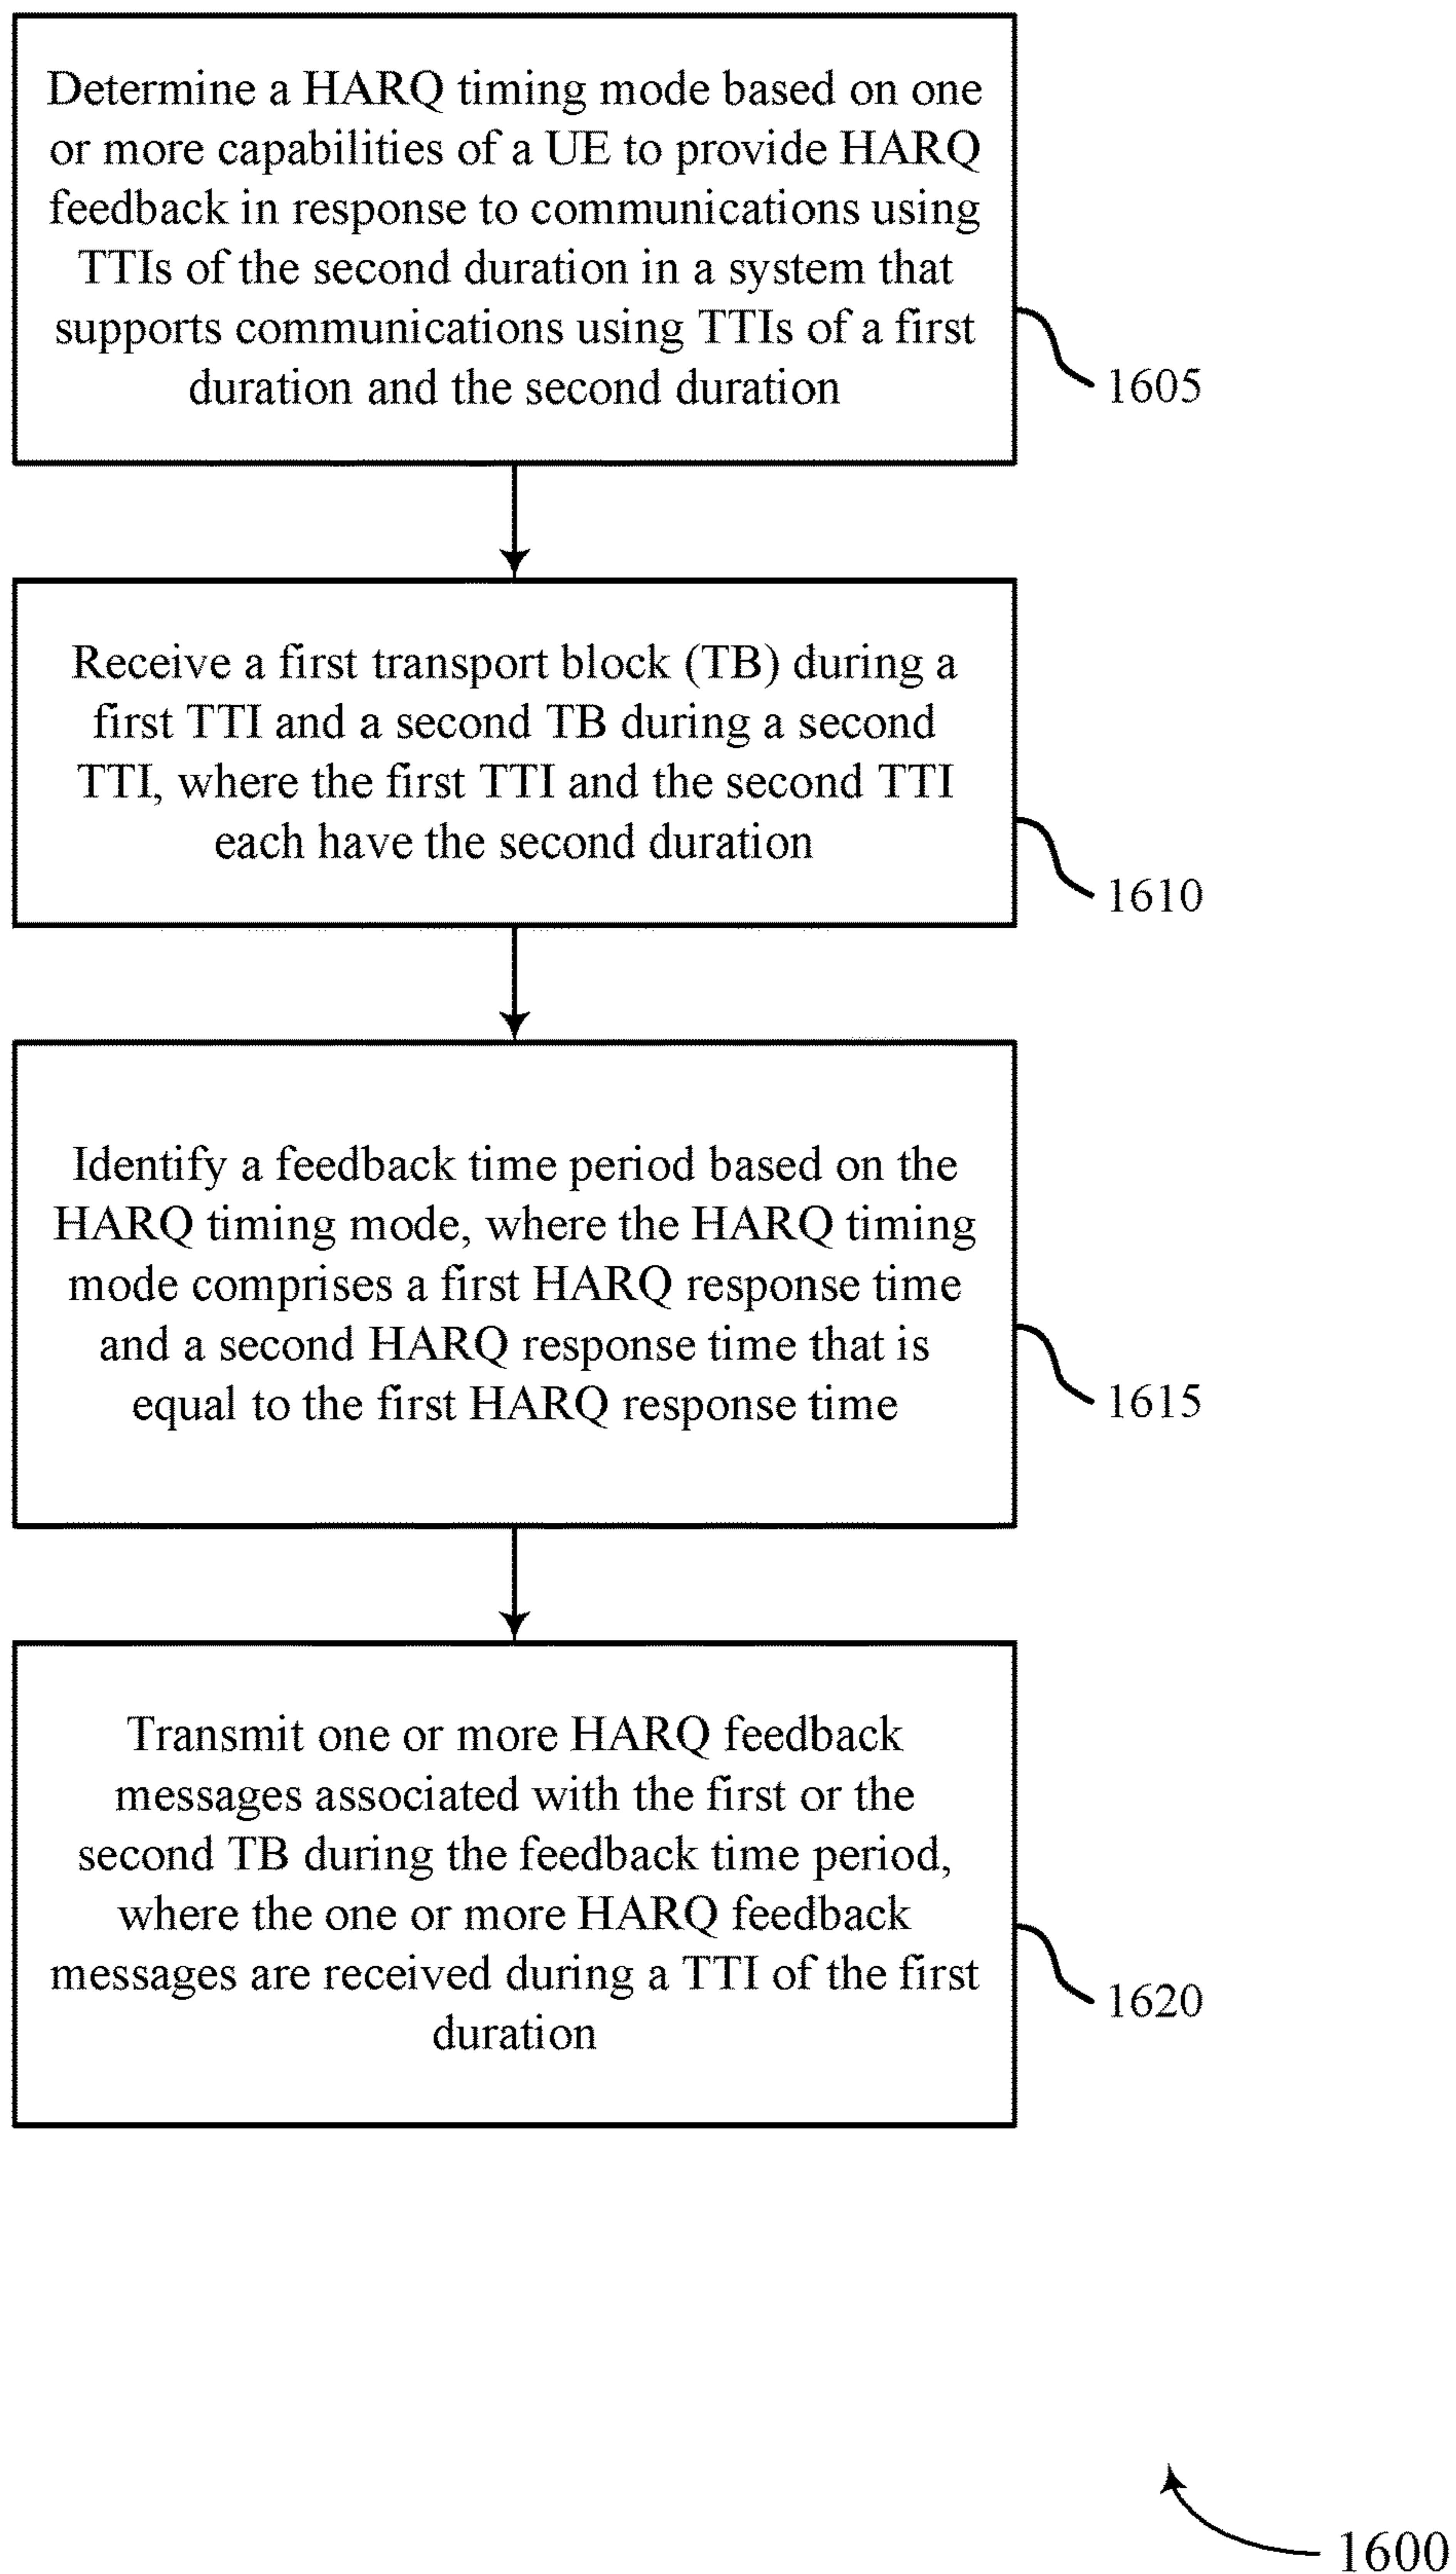 Determine a HARQ timing mode based on one
or more capabilities of a UE to provide HARQ
feedback in response to communications using
TTIs of the second duration in a system that
supports communications using TTIs of a first
duration and the second duration
1605
Receive a first transport block (TB) during a
first TTI and a second TB during a second
TTI, where the first TTI and the second TTI
each have the second duration
1610
Identify a feedback time period based on the
HARQ timing mode, where the HARQ timing
mode comprises a first HARQ response time
and a second HARQ response time that is
equal to the first HARQ response time
1615
Transmit one or more HARQ feedback
messages associated with the first or the
second TB during the feedback time period,
where the one or more HARQ feedback
messages are received during a TTI of the first
duration
1620
1600